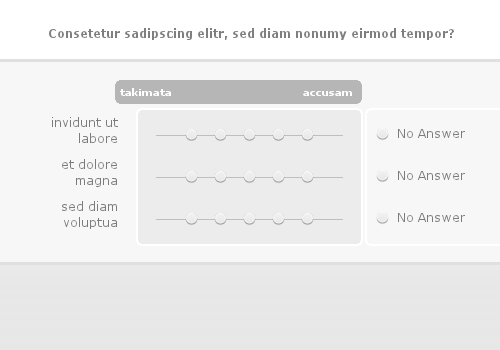 Consetetur sadipscing elitr, sed diam nonumy eirmod tempor?
takimata accusam
invidunt ut
labore
No Answer
et dolore
magna
No Answer
sed diam
voluptua
No Answer